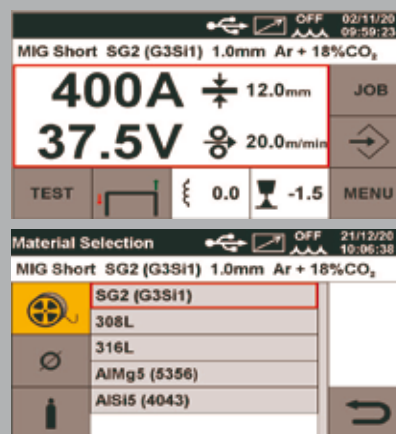 OFF 02/11/20
09:59:23
MIG Short SG2 (G3Si1) 1.0mm Ar + 18%CO₂
400A 12.0mm JOB
37.5V 20.0m/min
TEST 0.0 -1.5 MENU
Material Selection OFF 21/12/20
10:06:38
MIG Short SG2 (G3Si1) 1.0mm Ar + 18%CO₂
SG2 (G3Si1)
308L
316L
AlMg5 (5356)
AlSi5 (4043)